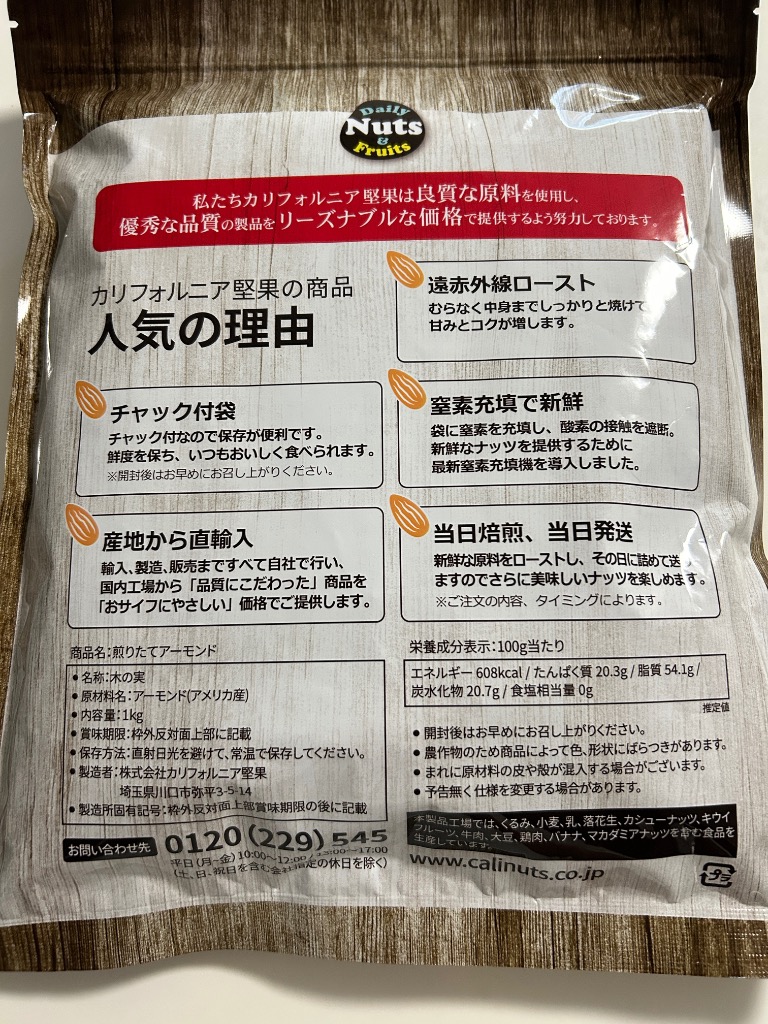 Daily
Nuts
&
Fruits
私たちカリフォルニア堅果は良質な原料を使用し、
優秀な品質の製品をリーズナブルな価格で提供するよう努力しております。
カリフォルニア堅果の商品
人気の理由
遠赤外線ロースト
むらなく中身までしっかりと焼けて
甘みとコクが増します。
チャック付袋
チャック付なので保存が便利です。
鮮度を保ち、いつもおいしく食べられます。
※開封後はお早めにお召し上がりください。
窒素充填で新鮮
袋に窒素を充填し、酸素の接触を遮断。
新鮮なナッツを提供するために
最新窒素充填機を導入しました。
産地から直輸入
輸入、製造、販売まですべて自社で行い、
国内工場から「品質にこだわった」商品を
「おサイフにやさしい」価格でご提供します。
当日焙煎、当日発送
新鮮な原料をローストし、その日に詰めて送り
ますのでさらに美味しいナッツを楽しめます。
※ご注文の内容、タイミングによります。
商品名:煎りたてアーモンド
●名称:木の実
●原材料名:アーモンド(アメリカ産)
●内容量:1kg
●賞味期限:枠外反対面上部に記載
●保存方法:直射日光を避けて、常温で保存してください。
●製造者:株式会社カリフォルニア堅果
埼玉県川口市弥平3-5-14
●製造所固有記号:枠外反対面上部賞味期限の後に記載
お問い合わせ先 0120(229)545
平日(月~金)10:00~12:00/13:00~17:00
(土、日、祝日を含む会社指定の休日を除く)
栄養成分表示:100g当たり
エネルギー 608kcal / たんぱく質 20.3g / 脂質 54.1g /
炭水化物 20.7g / 食塩相当量 0g
推定値
●開封後はお早めにお召し上がりください。
●農作物のため商品によって色、形状にばらつきがあります。
●まれに原材料の皮や殻が混入する場合がございます。
●予告無く仕様を変更する場合があります。
本製品工場では、くるみ、小麦、乳、落花生、カシューナッツ、キウイ
フルーツ、牛肉、大豆、鶏肉、バナナ、マカダミアナッツを含む食品を
生産しています。
www.calinuts.co.jp
プラ